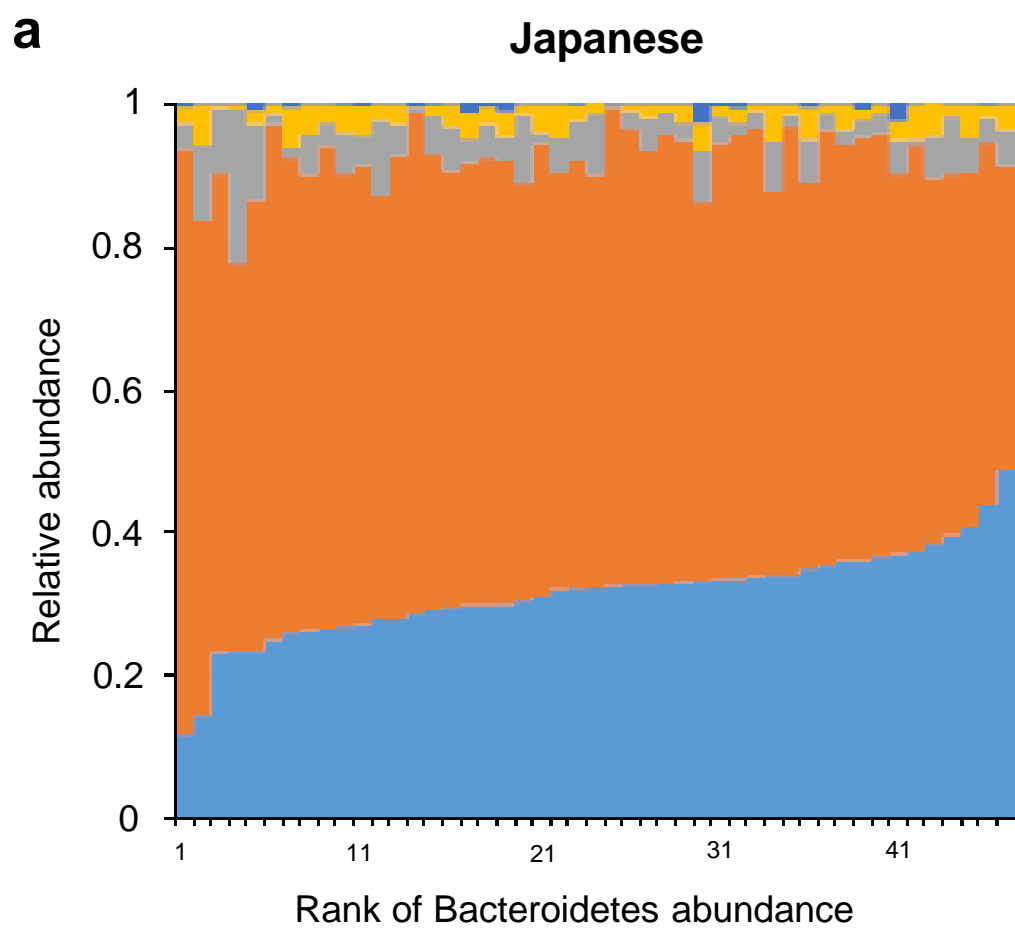 a
Japanese
Relative abundance
1
0.8
0.6
0.4
0.2
0
1 11 21 31 41
Rank of Bacteroidetes abundance